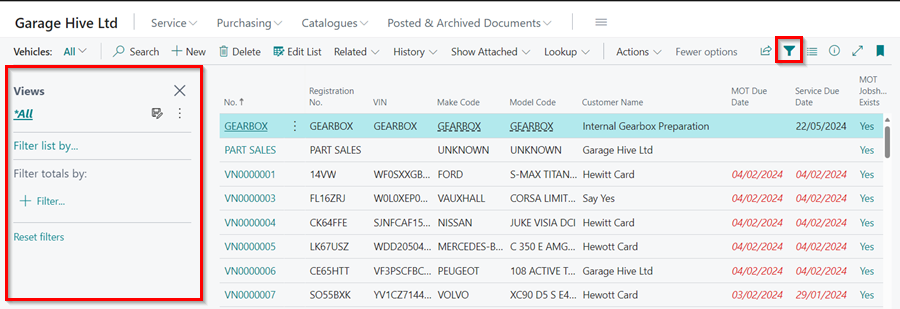 Garage Hive Ltd Service Purchasing Catalogues Posted & Archived Documents
Vehicles: All Search + New Delete Edit List Related History Show Attached Lookup Actions Fewer options
Views
*All
Filter list by...
Filter totals by:
+ Filter...
Reset filters
No. ↑ Registration No. VIN Make Code Model Code Customer Name MOT Due Date Service Due Date MOT Jobsh... Exists
GEARBOX GEARBOX GEARBOX GEARBOX GEARBOX Internal Gearbox Preparation 22/05/2024 Yes
PART SALES PART SALES UNKNOWN UNKNOWN Garage Hive Ltd Yes
VN0000001 14VW WF0SXXGB... FORD S-MAX TITAN... Hewitt Card 04/02/2024 04/02/2024 Yes
VN0000003 FL16ZRJ W0L0XEP0... VAUXHALL CORSA LIMIT... Say Yes 04/02/2024 04/02/2024 Yes
VN0000004 CK64FFE SJNFCAF15... NISSAN JUKE VISIA DCI Hewitt Card 04/02/2024 04/02/2024 Yes
VN0000005 LK67USZ WDD20504... MERCEDES-B... C 350 E AMG... Hewott Card 04/02/2024 04/02/2024 Yes
VN0000006 CE65HTT VF3PSCFBC... PEUGEOT 108 ACTIVE T... Garage Hive Ltd 04/02/2024 04/02/2024 Yes
VN0000007 SO55BXK YV1CZ7144... VOLVO XC90 D5 S E4... Hewitt Card 03/02/2024 29/01/2024 Yes